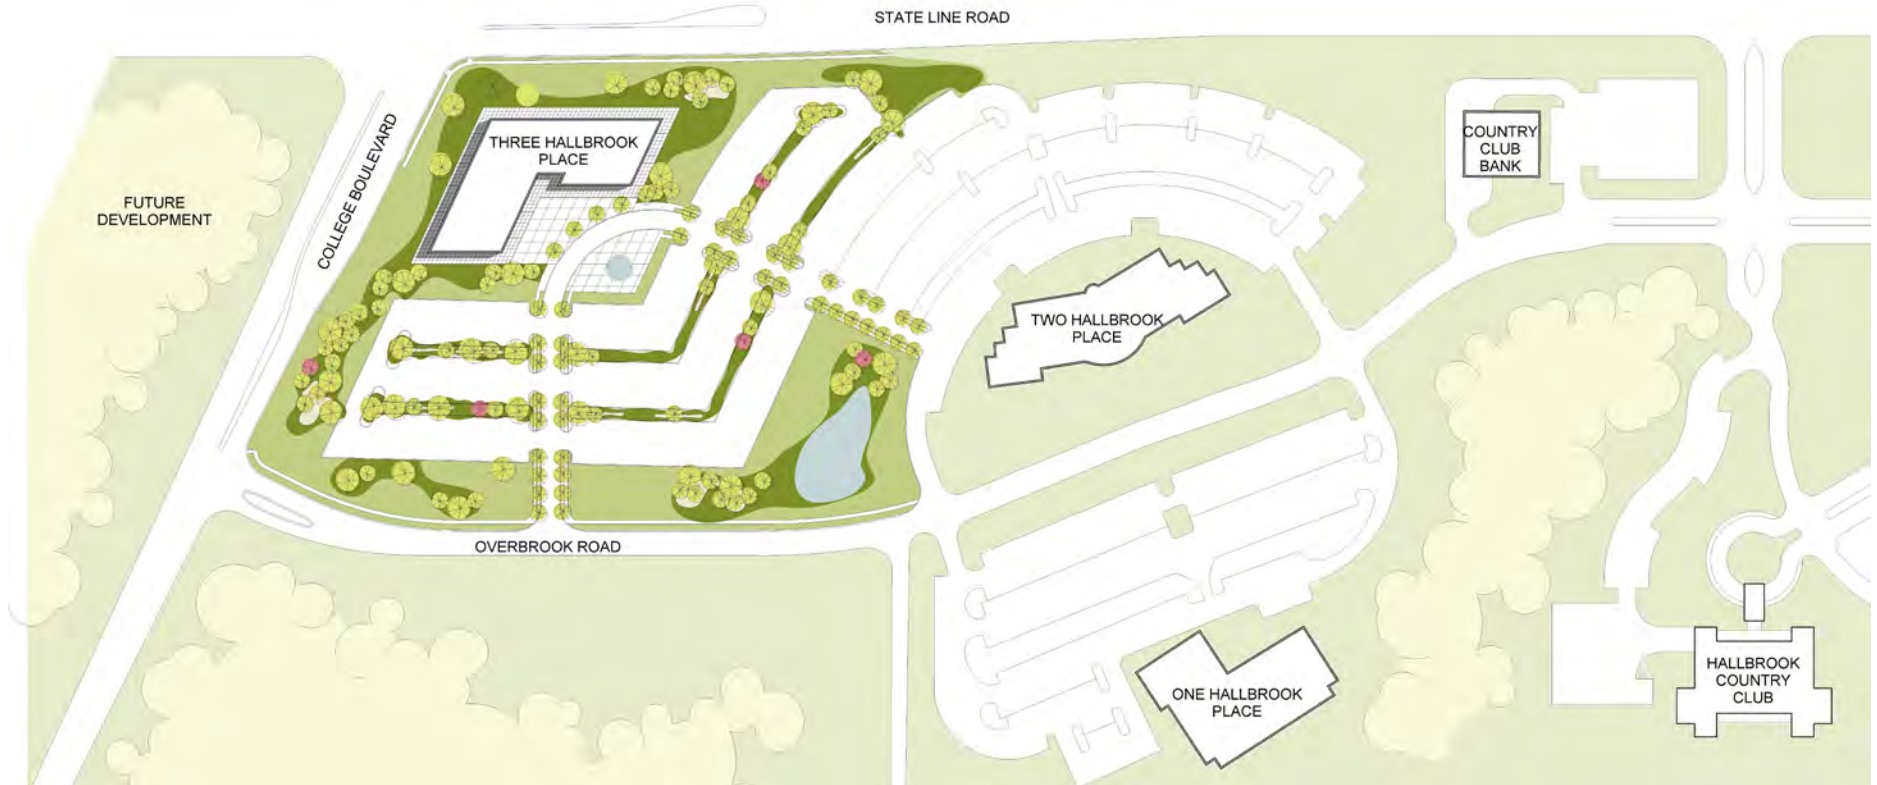 STATE LINE ROAD
THREE HALLBROOK
PLACE
COUNTRY
CLUB
BANK
COLLEGE BOULEVARD
FUTURE
DEVELOPMENT
TWO HALLBROOK
PLACE
OVERBROOK ROAD
ONE HALLBROOK
PLACE
HALLBROOK
COUNTRY
CLUB